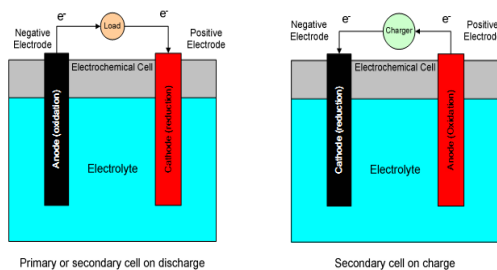 e-
Load
e-
Negative
Electrode
Positive
Electrode
Electrochemical Cell
Anode (oxidation)
Cathode (reduction)
Electrolyte
Primary or secondary cell on discharge
e-
Charger
e-
Negative
Electrode
Positive
Electrode
Electrochemical Cell
Cathode (reduction)
Anode (Oxidation)
Electrolyte
Secondary cell on charge